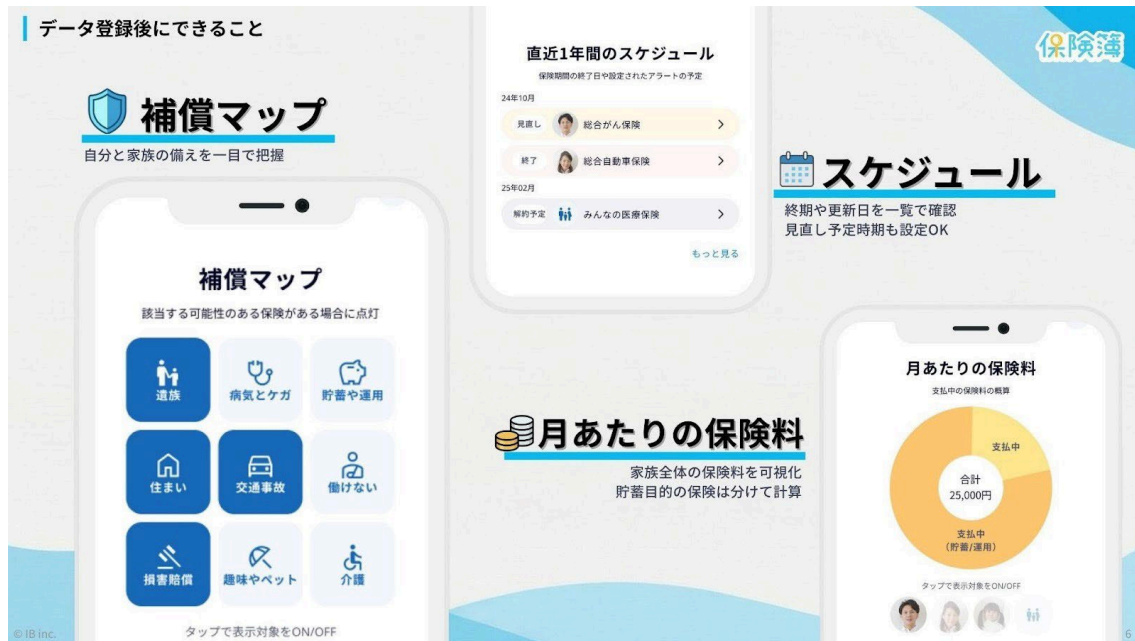 データ登録後にできること
保険簿
補償マップ
自分と家族の備えを一目で把握
補償マップ
該当する可能性のある保険がある場合に点灯
遺族
病気とケガ
貯蓄や運用
住まい
交通事故
働けない
損害賠償
趣味やペット
介護
タップで表示対象をON/OFF
直近1年間のスケジュール
保険期間の終了日や設定されたアラートの予定
24年10月
見直し 総合がん保険
終了 総合自動車保険
25年02月
解約予定 みんなの医療保険
もっと見る
スケジュール
終期や更新日を一覧で確認
見直し予定時期も設定OK
月あたりの保険料
家族全体の保険料を可視化
貯蓄目的の保険は分けて計算
月あたりの保険料
支払中の保険料の概算
支払中
合計
25,000円
支払中
(貯蓄/運用)
タップで表示対象をON/OFF
© IB inc.
6